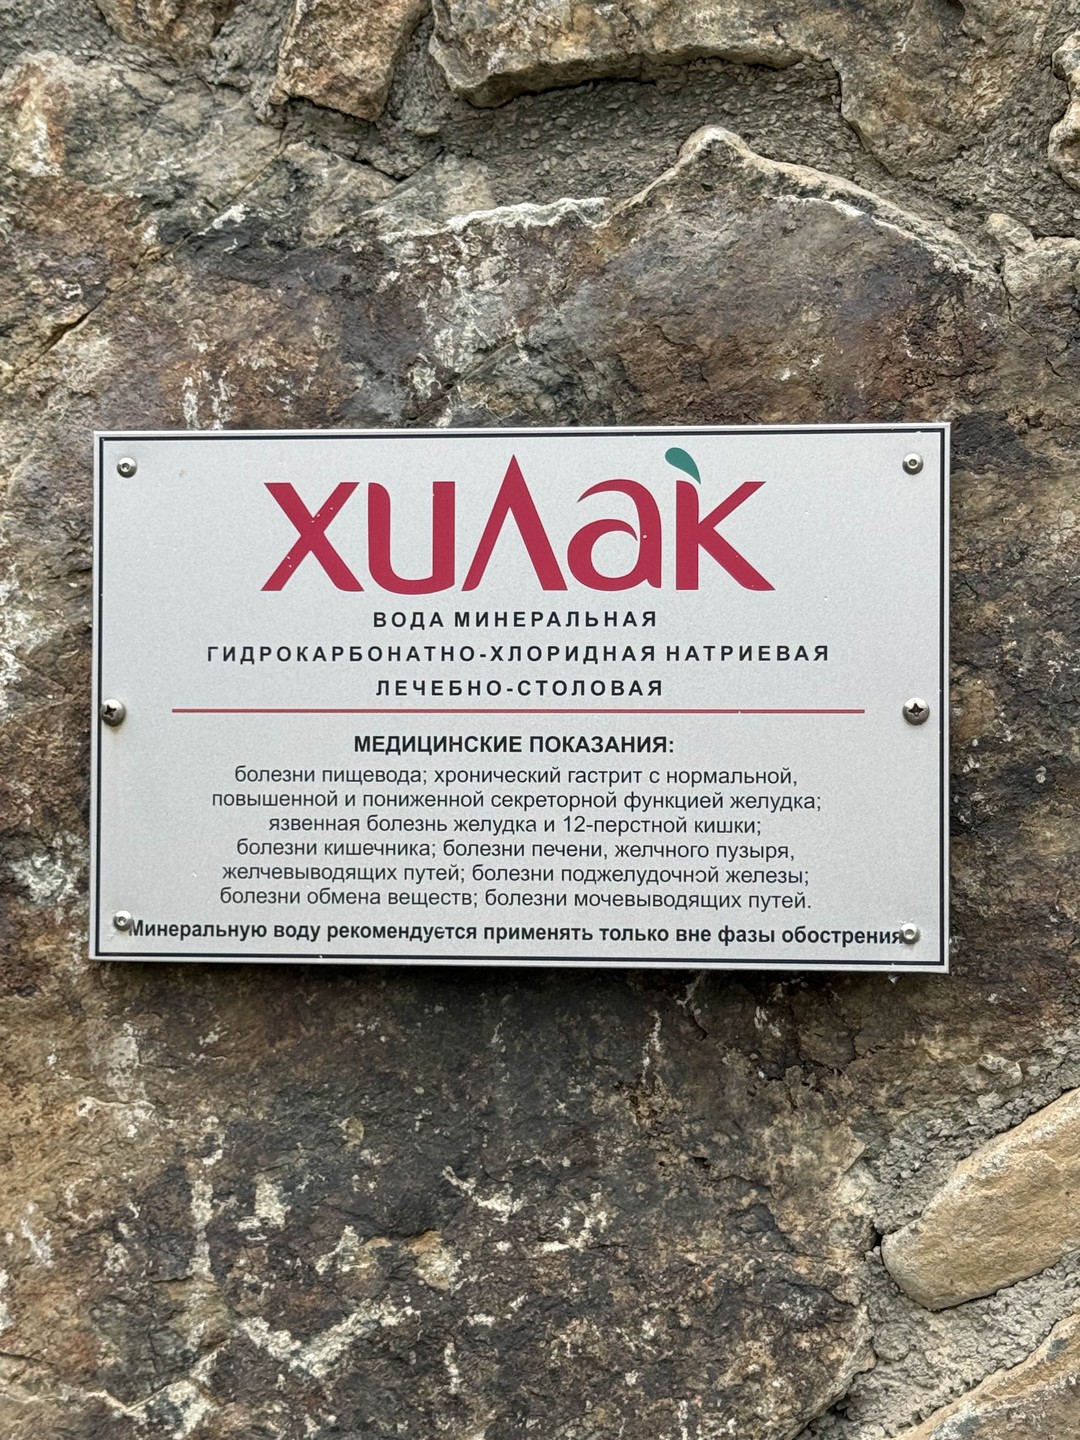 хилак
ВОДА МИНЕРАЛЬНАЯ
ГИДРОКАРБОНАТНО-ХЛОРИДНАЯ НАТРИЕВАЯ
ЛЕЧЕБНО-СТОЛОВАЯ
МЕДИЦИНСКИЕ ПОКАЗАНИЯ:
болезни пищевода; хронический гастрит с нормальной,
повышенной и пониженной секреторной функцией желудка;
язвенная болезнь желудка и 12-перстной кишки;
болезни кишечника; болезни печени, желчного пузыря,
желчевыводящих путей; болезни поджелудочной железы;
болезни обмена веществ; болезни мочевыводящих путей.
Минеральную воду рекомендуется применять только вне фазы обострения